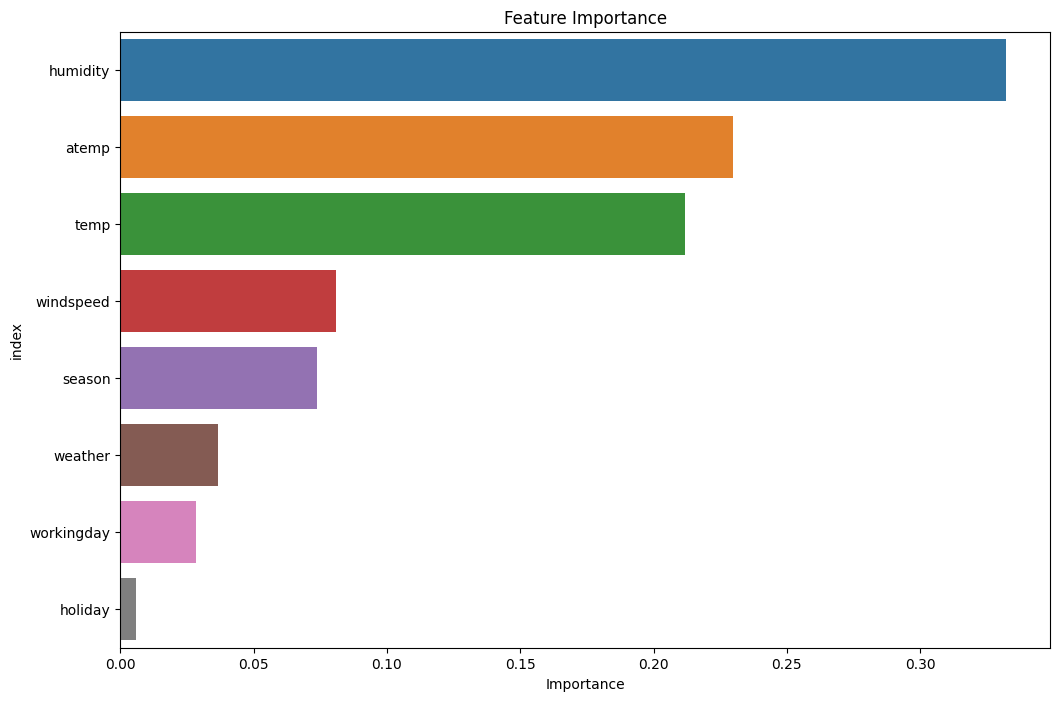 Feature Importance
humidity
atemp
temp
windspeed
season
weather
workingday
holiday
index
0.00 0.05 0.10 0.15 0.20 0.25 0.30
Importance